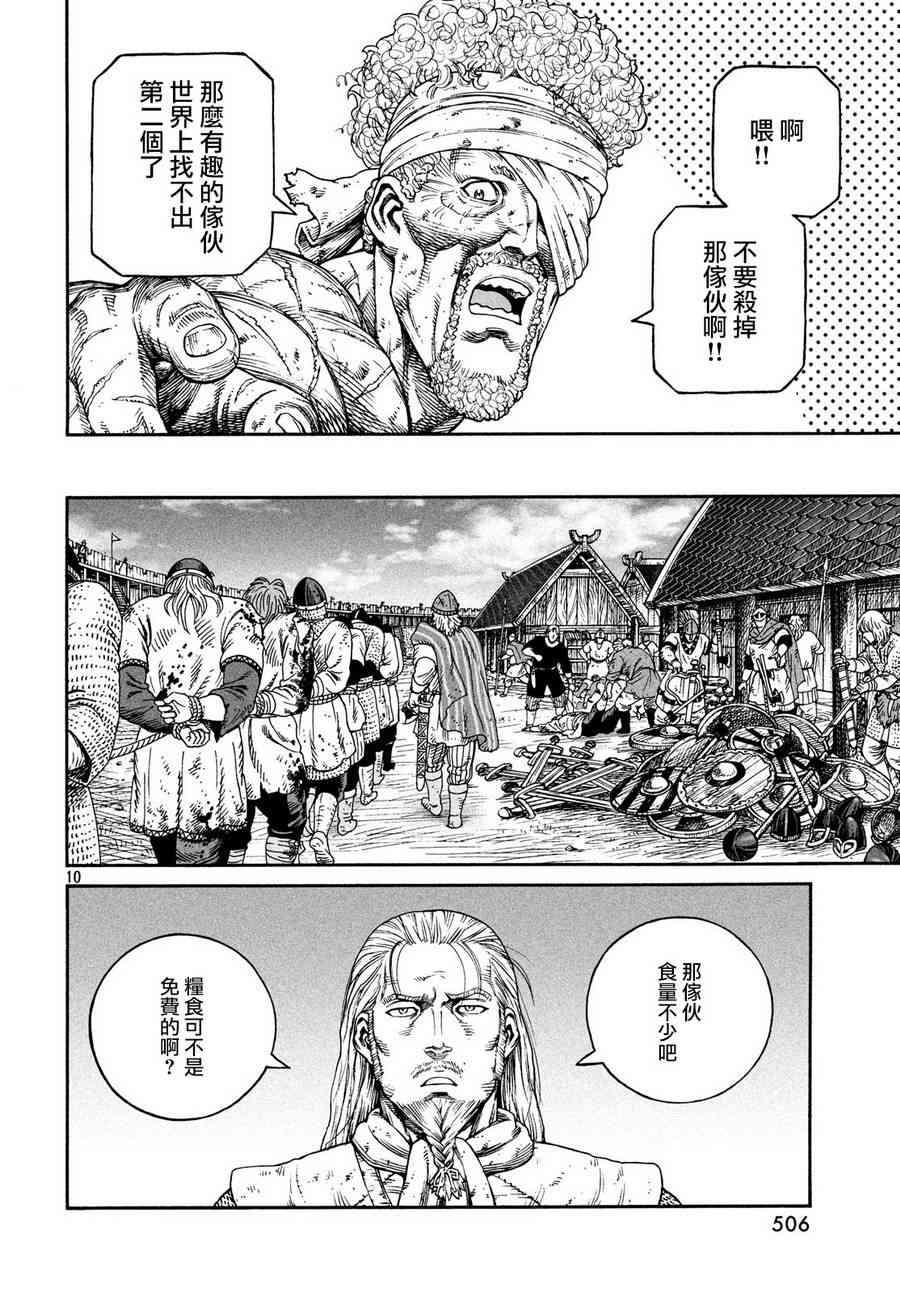 啊
喂!!
不要殺掉
那傢伙啊!!
那麼有趣的傢伙
世界上找不出
第二個了
10
那傢伙
食量不少吧
糧食可不是
免費的啊?
506